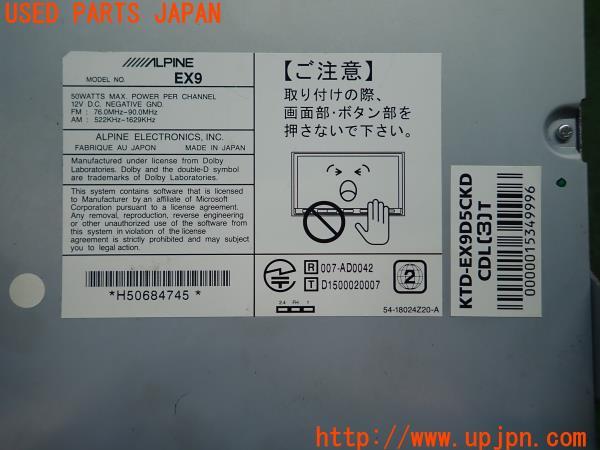 USED PARTS JAPAN
ALPINE
MODEL NO. EX9
50WATTS MAX. POWER PER CHANNEL
12V D.C. NEGATIVE GND.
FM : 76.0MHz-90.0MHz
AM : 522KHz-1629KHz
ALPINE ELECTRONICS, INC.
FABRIQUE AU JAPON MADE IN JAPAN
Manufactured under license from Dolby
Laboratories. Dolby and the double-D symbol
are trademarks of Dolby Laboratories.
This system contains software that is licensed
to Manufacturer by an affiliate of Microsoft
Corporation pursuant to a license agreement.
Any removal, reproduction, reverse engineering
or other unauthorized use of the software from
this system in violation of the license
agreement is strictly prohibited and may subject
you to legal action.
*H50684745*
【ご注意】
取り付けの際、
画面部・ボタン部を
押さないで下さい。
R 007-AD0042
T D1500020007
2
2.4 FH 1
54-18024Z20-A
KTD-EX9D5CKD
CDL(3)T
0000015349996
UPJ
http://www.upjpn.com